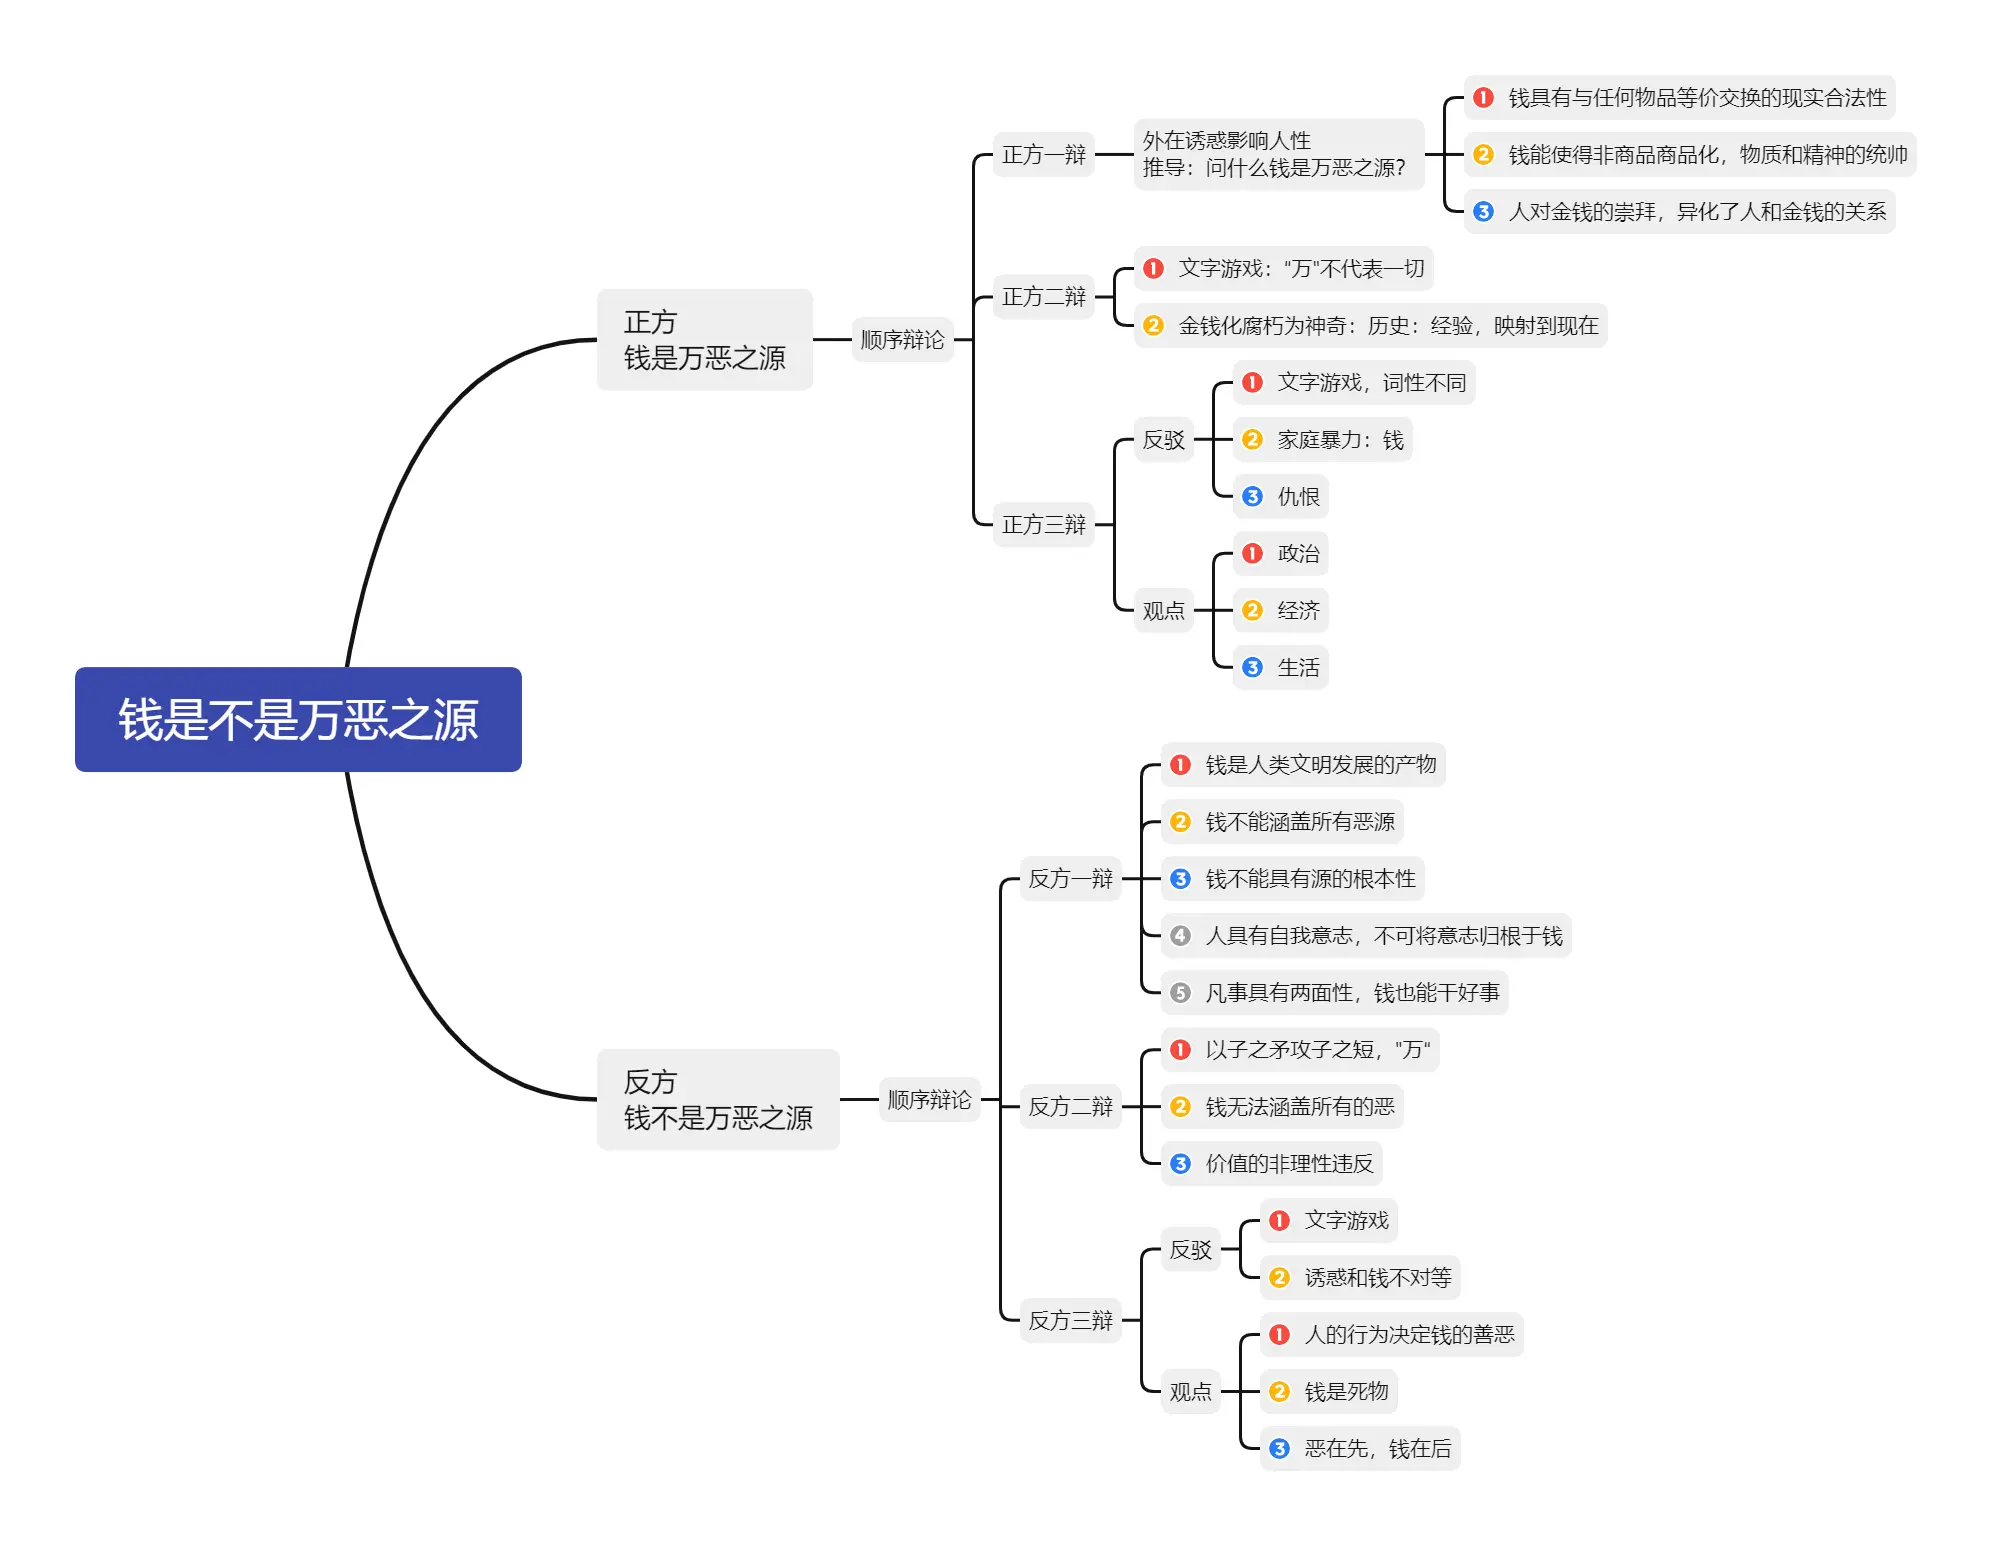 钱是不是万恶之源
正方
钱是万恶之源
顺序辩论
正方一辩
外在诱惑影响人性
推导：问什么钱是万恶之源？
1 钱具有与任何物品等价交换的现实合法性
2 钱能使得非商品商品化，物质和精神的统帅
3 人对金钱的崇拜，异化了人和金钱的关系
正方二辩
1 文字游戏："万"不代表一切
2 金钱化腐朽为神奇：历史：经验，映射到现在
正方三辩
反驳
1 文字游戏，词性不同
2 家庭暴力：钱
3 仇恨
观点
1 政治
2 经济
3 生活
反方
钱不是万恶之源
顺序辩论
反方一辩
1 钱是人类文明发展的产物
2 钱不能涵盖所有恶源
3 钱不能具有源的根本性
4 人具有自我意志，不可将意志归根于钱
5 凡事具有两面性，钱也能干好事
反方二辩
1 以子之矛攻子之短，"万"
2 钱无法涵盖所有的恶
3 价值的非理性违反
反方三辩
反驳
1 文字游戏
2 诱惑和钱不对等
观点
1 人的行为决定钱的善恶
2 钱是死物
3 恶在先，钱在后